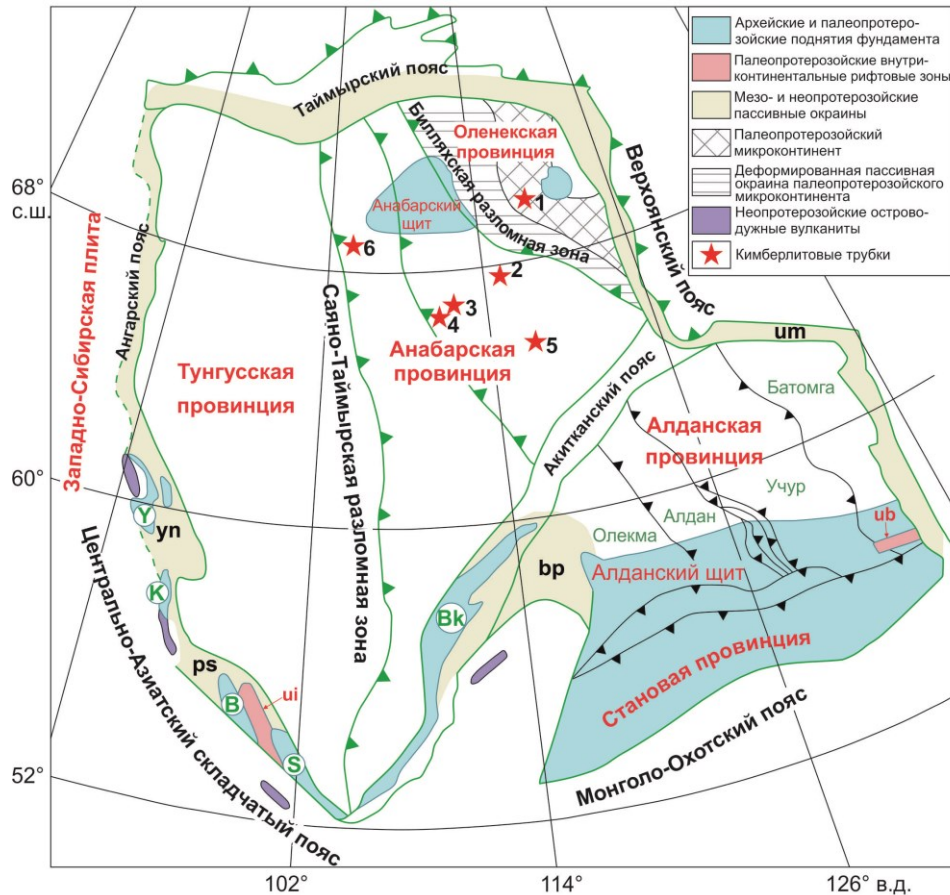 Архейские и палеопротеро-
зойские поднятия фундамента
Палеопротерозойские внутри-
континентальные рифтовые зоны
Мезо- и неопротерозойские
пассивные окраины
Палеопротерозойский
микроконтинент
Деформированная пассивная
окраина палеопротерозойского
микроконтинента
Неопротерозойские острово-
дужные вулканиты
Кимберлитовые трубки
Таймырский пояс
Оленекская
провинция
Билляхская разломная зона
Верхоянский пояс
Анабарский
щит
68°
с.ш.
1
2
3
4
5
6
Западно-Сибирская плита
Ангарский пояс
Тунгусская
провинция
Саяно-Таймырская разломная зона
Анабарская
провинция
um
Батомга
Акитканский пояс
Алданская
провинция
Учур
Алдан
Олекма
ub
60°
Y
yn
K
bp
Алданский щит
Bk
Становая провинция
Центрально-Азиатский складчатый пояс
ps
ui
B
S
Монголо-Охотский пояс
52°
102°
114°
126° в.д.